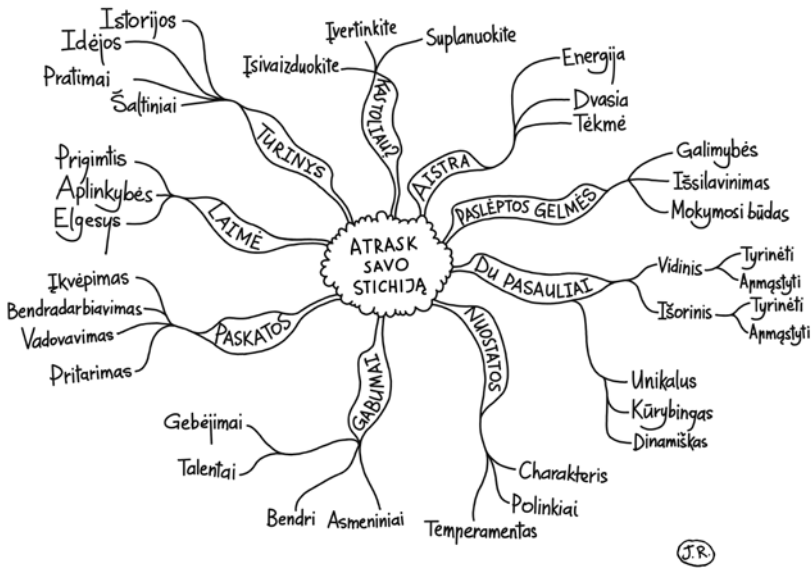 ATRASK
SAVO
STICHIJĄ
TURINYS
Istorijos
Idėjos
Pratimai
Šaltiniai
KAS TOLIAU?
Įvertinkite
Suplanuokite
Įsivaizduokite
AISTRA
Energija
Dvasia
Tėkmė
PASLĖPTOS GELMĖS
Galimybės
Išsilavinimas
Mokymosi būdas
DU PASAULIAI
Vidinis
Tyrinėti
Apmąstyti
Išorinis
Tyrinėti
Apmąstyti
Unikalus
Kūrybingas
Dinamiškas
NUOSTATOS
Charakteris
Polinkiai
Temperamentas
GABUMAI
Gebėjimai
Talentai
Bendri
Asmeniniai
PASKATOS
Įkvėpimas
Bendradarbiavimas
Vadovavimas
Pritarimas
LAIMĖ
Prigimtis
Aplinkybės
Elgesys
J.R.